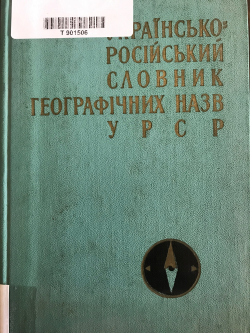 T 901506
УКРАЇНСЬКО-
РОСІЙСЬКИЙ
СЛОВНИК
ГЕОГРАФІЧНИХ НАЗВ
УРСР